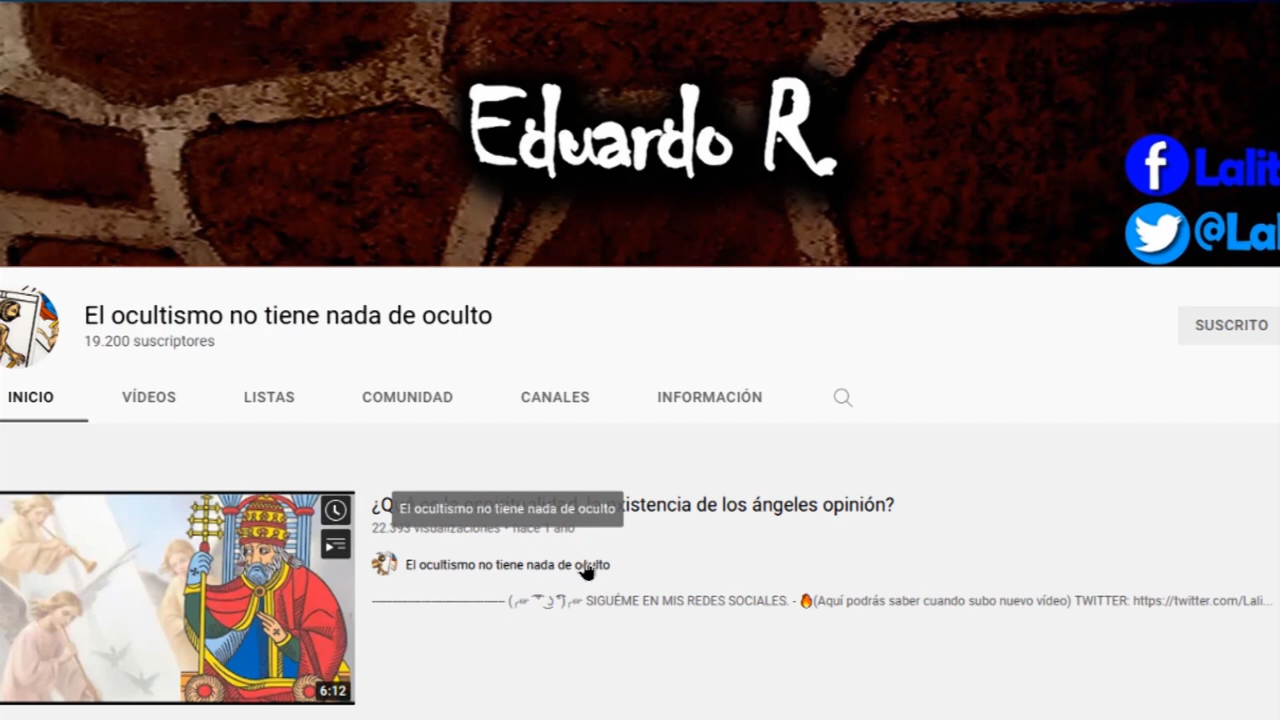 Eduardo R.
Lalit
@Lal
El ocultismo no tiene nada de oculto
19.200 suscriptores
SUSCRITO
INICIO VÍDEOS LISTAS COMUNIDAD CANALES INFORMACIÓN
¿Q existencia de los ángeles opinión?
El ocultismo no tiene nada de oculto
22.393 visualizaciones • hace 1 año
El ocultismo no tiene nada de oculto
SIGUÉME EN MIS REDES SOCIALES. - 🔥(Aquí podrás saber cuando subo nuevo vídeo) TWITTER: https://twitter.com/Lali...
6:12